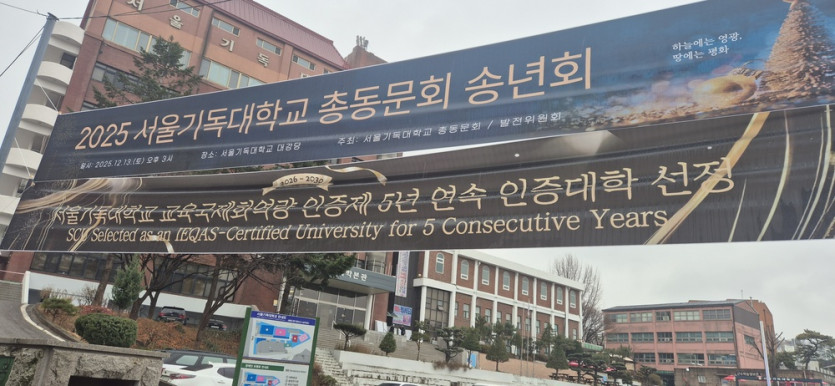 서울기독
하늘에는 영광,
땅에는 평화
2025 서울기독대학교 총동문회 송년회
일시: 2025.12.13(토) 오후 3시 장소: 서울기독대학교 대강당 주최: 서울기독대학교 총동문회 / 발전위원회
2026 - 2028
서울기독대학교 교육국제화역량 인증제 5년 연속 인증대학 선정
SCU Selected as an IEQAS-Certified University for 5 Consecutive Years